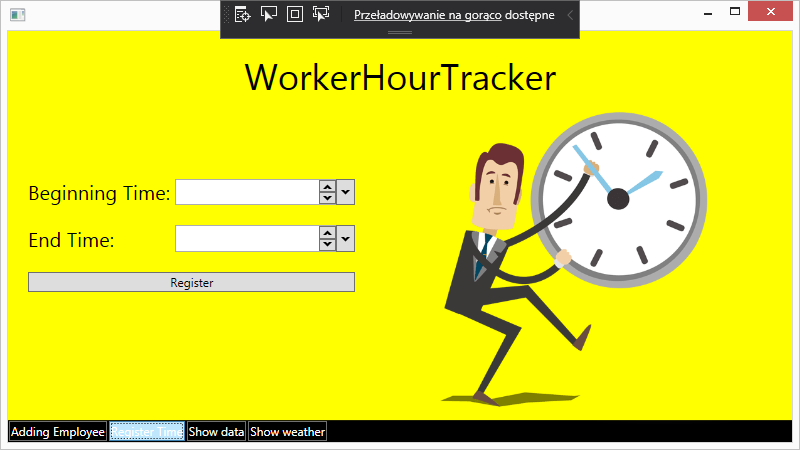 Przeładowywanie na gorąco dostępne
WorkerHourTracker
Beginning Time:
End Time:
Register
Adding Employee Register Time Show data Show weather